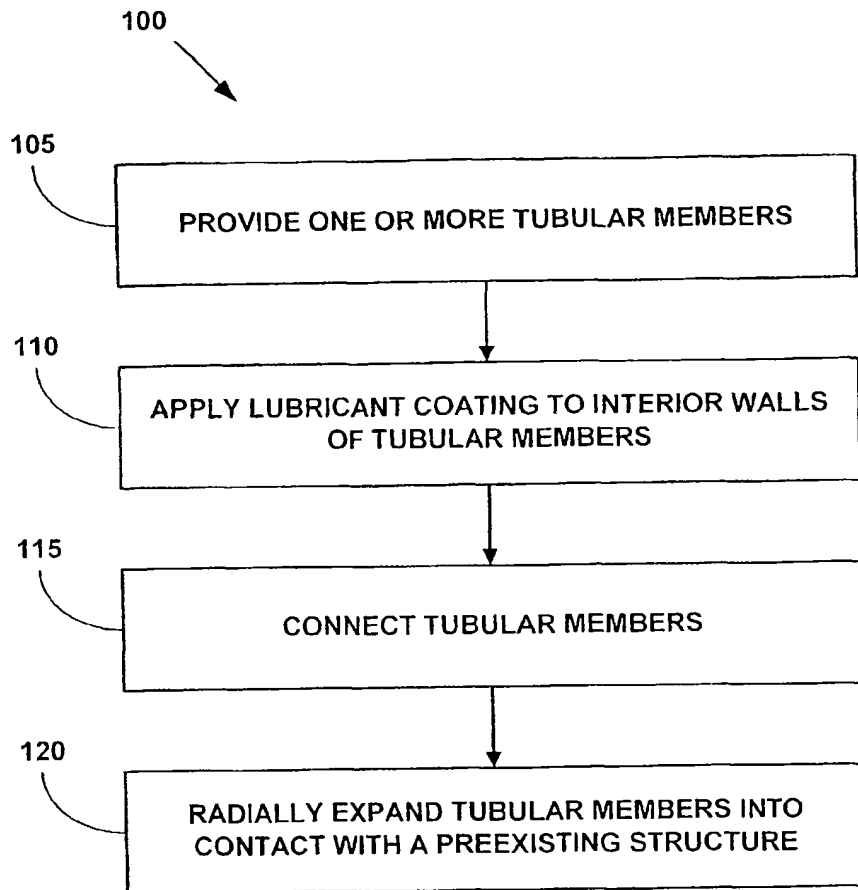 100
105
PROVIDE ONE OR MORE TUBULAR MEMBERS
110
APPLY LUBRICANT COATING TO INTERIOR WALLS
OF TUBULAR MEMBERS
115
CONNECT TUBULAR MEMBERS
120
RADIALLY EXPAND TUBULAR MEMBERS INTO
CONTACT WITH A PREEXISTING STRUCTURE